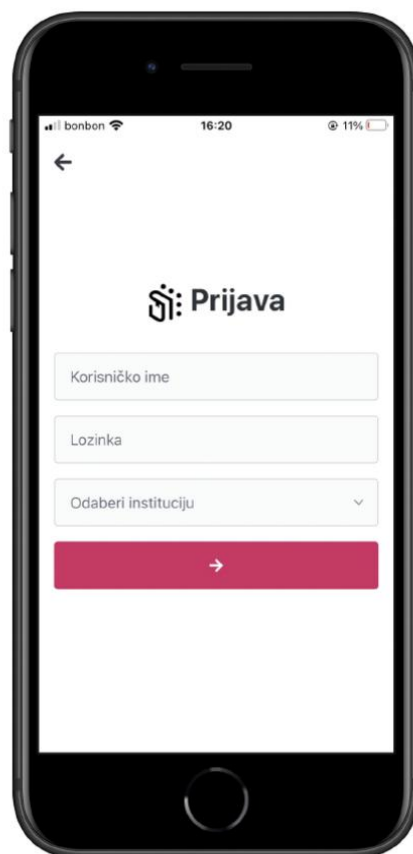 bonbon 16:20 11%
Prijava
Korisničko ime
Lozinka
Odaberi instituciju